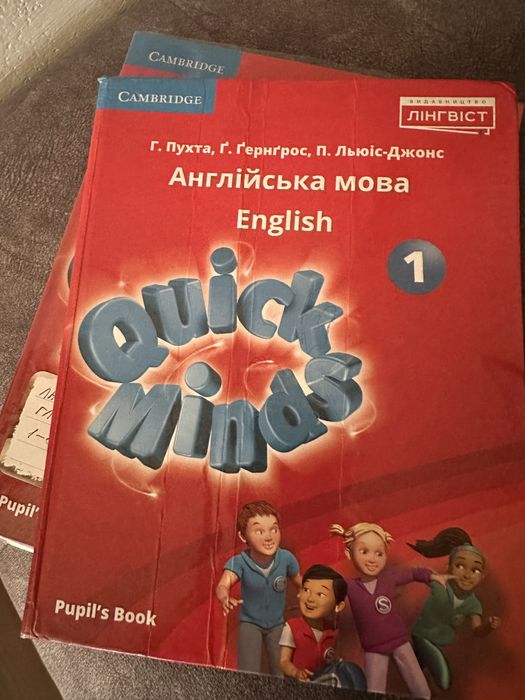 CAMBRIDGE
CAMBRIDGE
ВИДАВНИЦТВО
ЛІНГВІСТ
Г. Пухта, Ґ. Ґернґрос, П. Льюіс-Джонс
Англійська мова
English
1
Quick
Minds
S
Pupil's
Pupil's Book